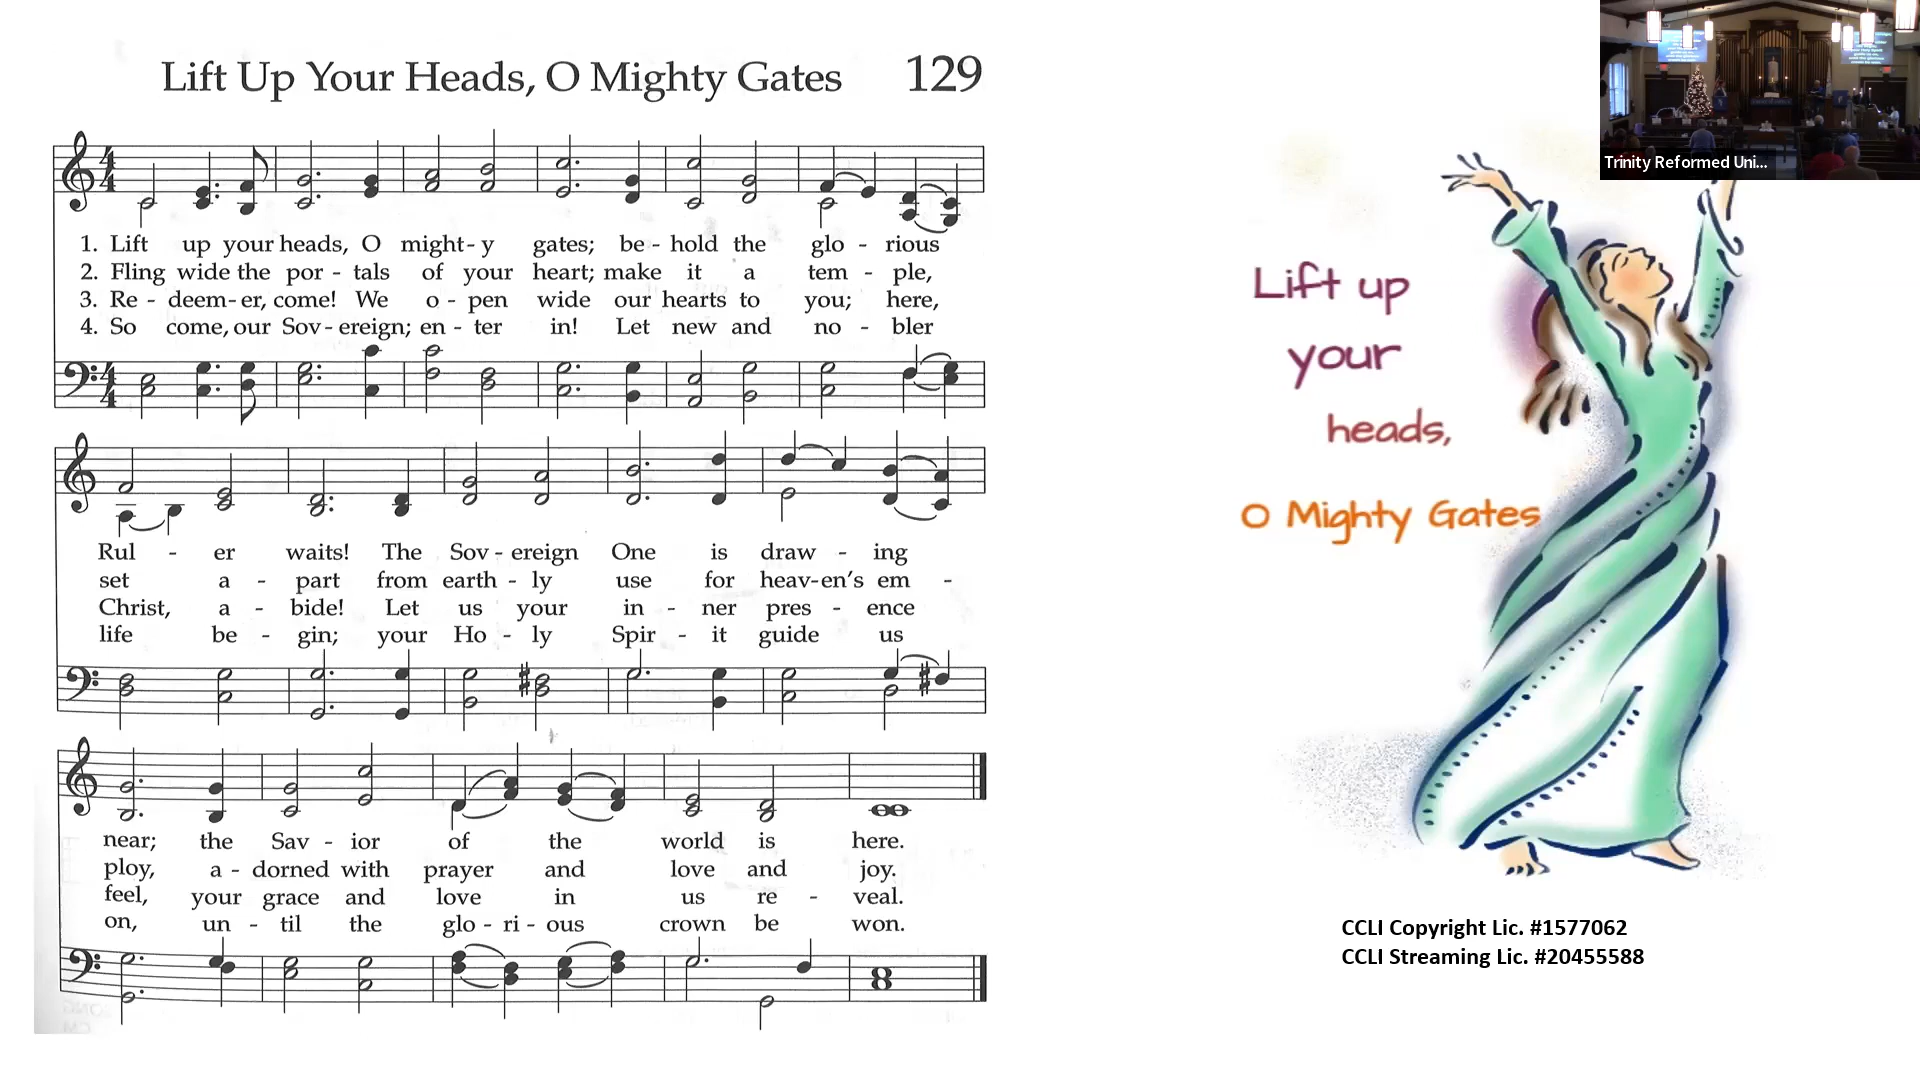 Lift Up Your Heads, O Mighty Gates 129
1. Lift up your heads, O might - y gates; be - hold the glo - rious
2. Fling wide the por - tals of your heart; make it a tem - ple,
3. Re - deem - er, come! We o - pen wide our hearts to you; here,
4. So come, our Sov - ereign; en - ter in! Let new and no - bler
Rul - er waits! The Sov - ereign One is draw - ing
set a - part from earth - ly use for heav - en's em -
Christ, a - bide! Let us your in - ner pres - ence
life be - gin; your Ho - ly Spir - it guide us
near; the Sav - ior of the world is here.
ploy, a - dorned with prayer and love and joy.
feel, your grace and love in us re - veal.
on, un - til the glo - ri - ous crown be won.
Lift up
your
heads,
O Mighty Gates
CCLI Copyright Lic. #1577062
CCLI Streaming Lic. #20455588
Trinity Reformed Uni...